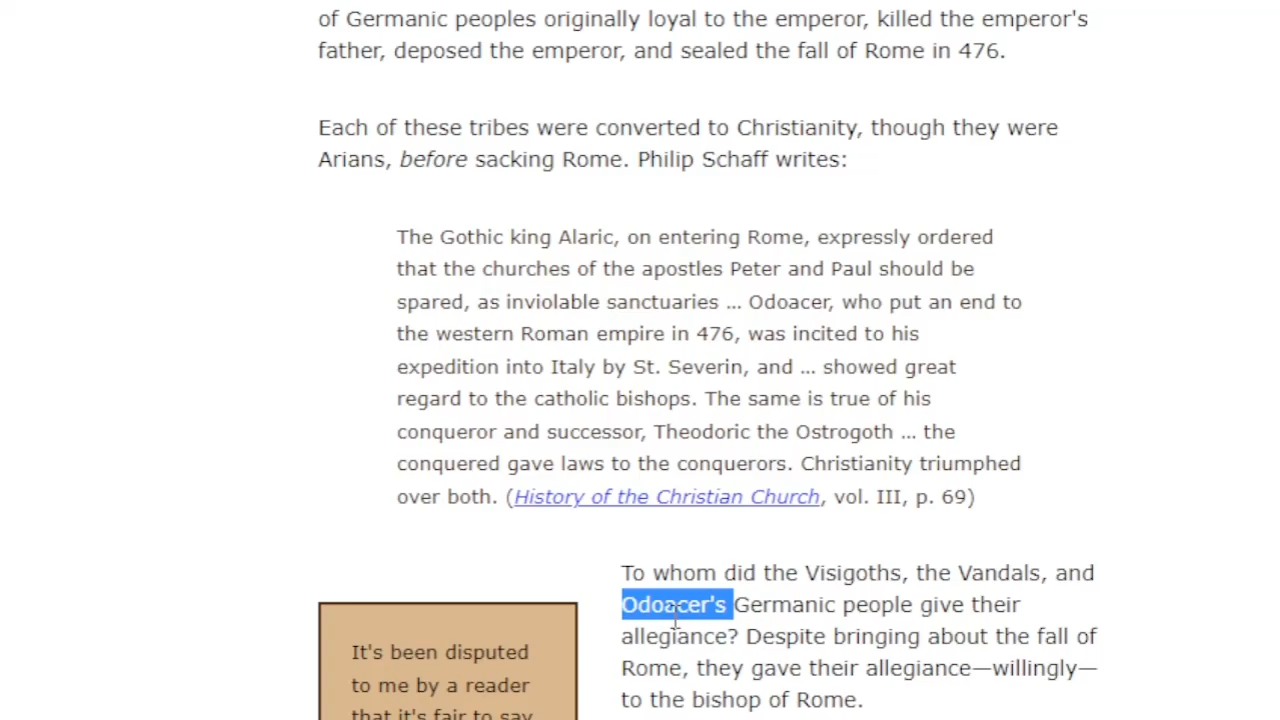 of Germanic peoples originally loyal to the emperor, killed the emperor's
father, deposed the emperor, and sealed the fall of Rome in 476.
Each of these tribes were converted to Christianity, though they were
Arians, before sacking Rome. Philip Schaff writes:
The Gothic king Alaric, on entering Rome, expressly ordered
that the churches of the apostles Peter and Paul should be
spared, as inviolable sanctuaries ... Odoacer, who put an end to
the western Roman empire in 476, was incited to his
expedition into Italy by St. Severin, and ... showed great
regard to the catholic bishops. The same is true of his
conqueror and successor, Theodoric the Ostrogoth ... the
conquered gave laws to the conquerors. Christianity triumphed
over both. (History of the Christian Church, vol. III, p. 69)
To whom did the Visigoths, the Vandals, and
Odoacer's Germanic people give their
allegiance? Despite bringing about the fall of
Rome, they gave their allegiance—willingly—
to the bishop of Rome.
It's been disputed
to me by a reader
that it's fair to say